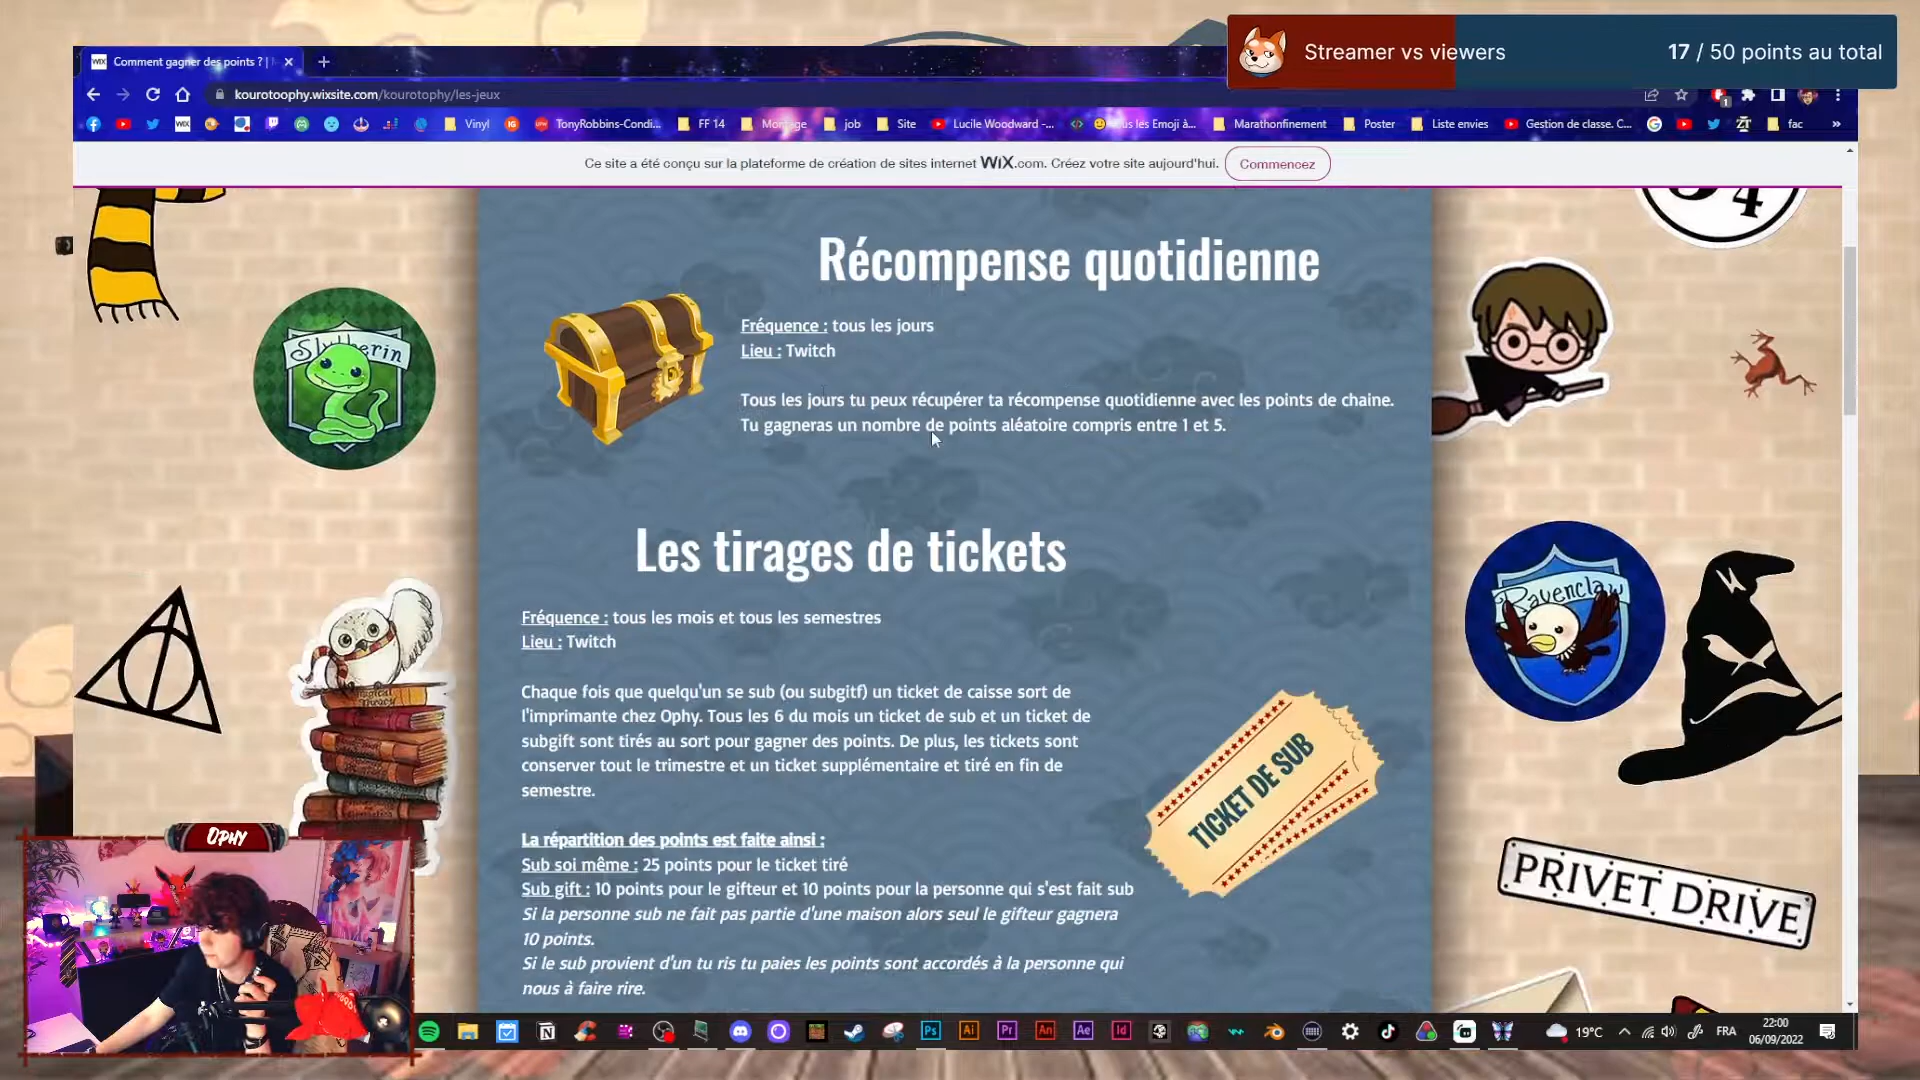 Streamer vs viewers
17 / 50 points au total
WIX
Comment gagner des points ? |
kourotoophy.wixsite.com/kourotophy/les-jeux
Vinyl
TonyRobbins-Condi...
FF 14
Montage
job
Site
Lucile Woodward -...
Marathonfinement
Poster
Liste envies
Gestion de classe. C...
fac
Ce site a été conçu sur la plateforme de création de sites internet WiX.com. Créez votre site aujourd'hui.
Commencez
Slytherin
Récompense quotidienne
Fréquence : tous les jours
Lieu : Twitch
Tous les jours tu peux récupérer ta récompense quotidienne avec les points de chaine.
Tu gagneras un nombre de points aléatoire compris entre 1 et 5.
Les tirages de tickets
Fréquence : tous les mois et tous les semestres
Lieu : Twitch
Chaque fois que quelqu'un se sub (ou subgitf) un ticket de caisse sort de
l'imprimante chez Ophy. Tous les 6 du mois un ticket de sub et un ticket de
subgift sont tirés au sort pour gagner des points. De plus, les tickets sont
conserver tout le trimestre et un ticket supplémentaire et tiré en fin de
semestre.
La répartition des points est faite ainsi :
Sub soi même : 25 points pour le ticket tiré
Sub gift : 10 points pour le gifteur et 10 points pour la personne qui s'est fait sub
Si la personne sub ne fait pas partie d'une maison alors seul le gifteur gagnera
10 points.
Si le sub provient d'un tu ris tu paies les points sont accordés à la personne qui
nous à faire rire.
TICKET DE SUB
Ravenclaw
PRIVET DRIVE
OPHY
Ps
Ai
Pr
An
Ae
Id
19°C
FRA
22:00
06/09/2022